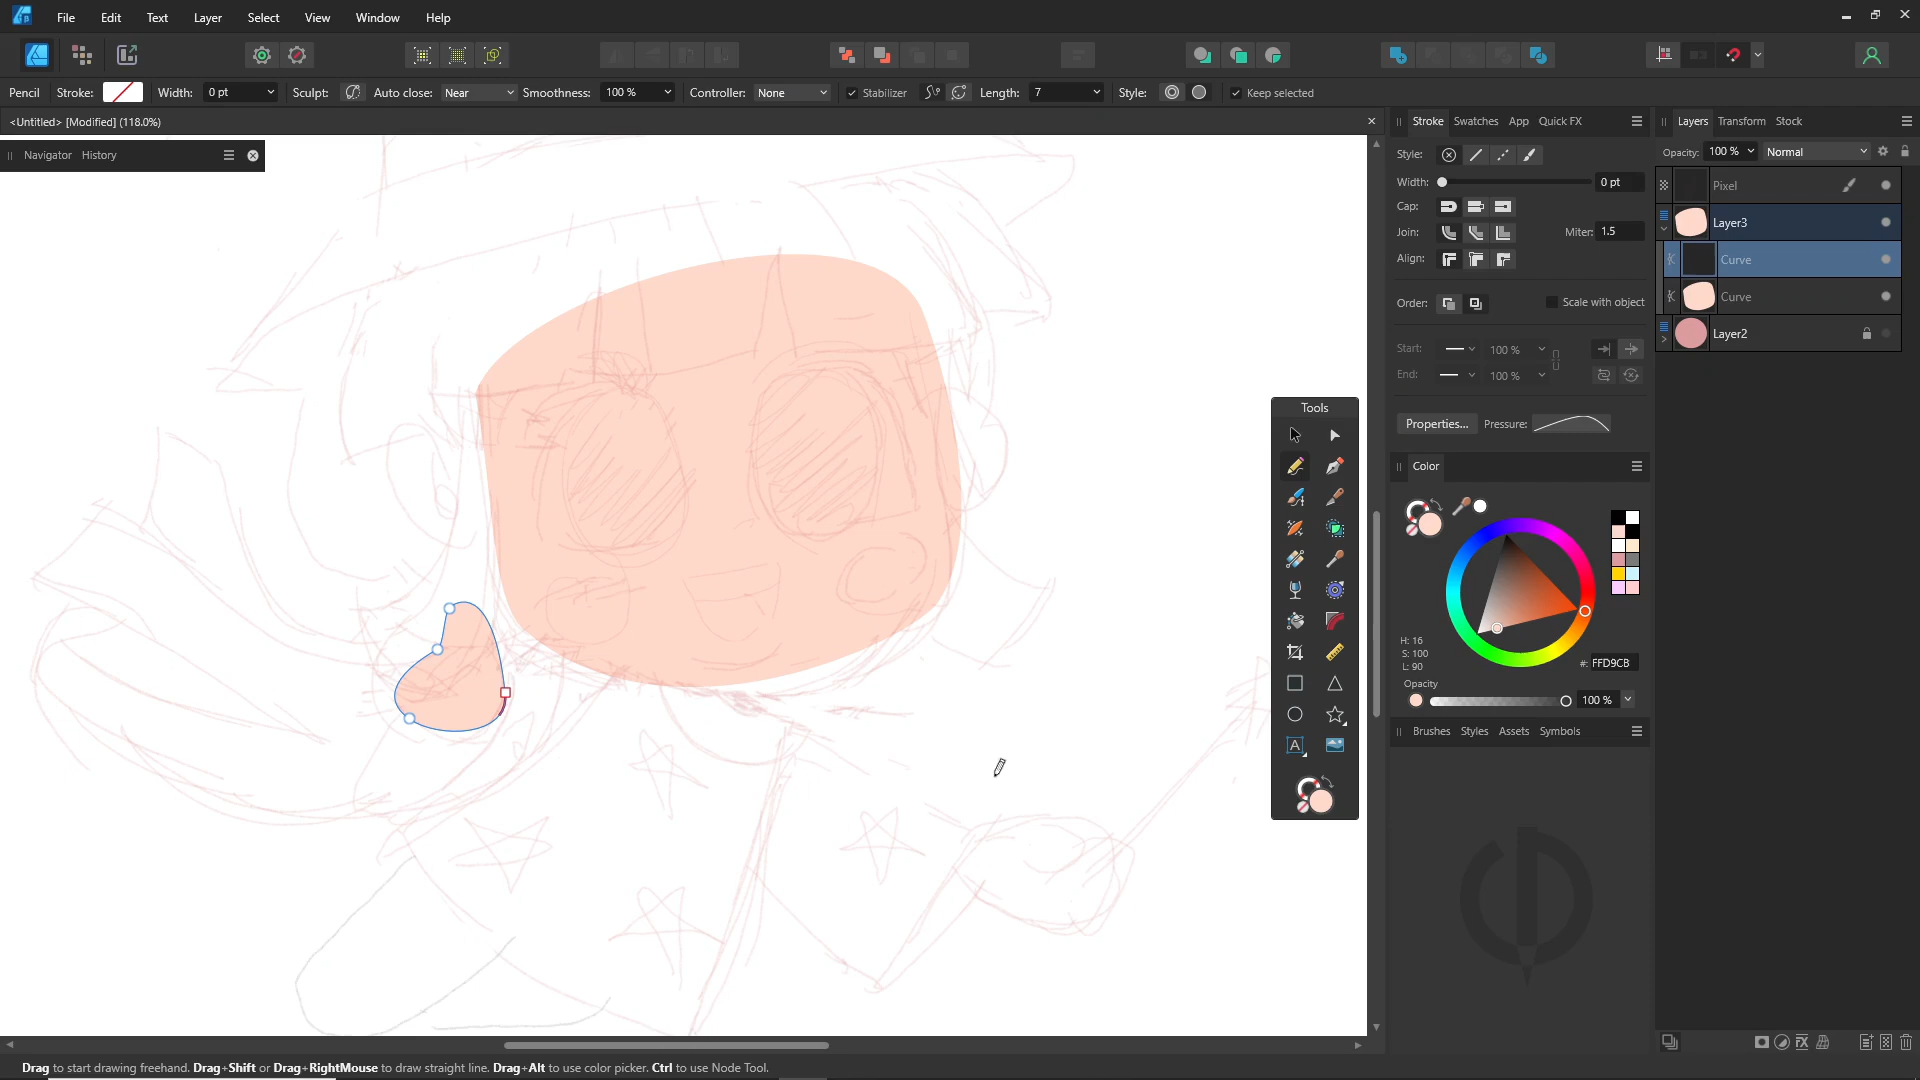 File Edit Text Layer Select View Window Help
Pencil Stroke: Width: 0 pt Sculpt: Auto close: Near Smoothness: 100 % Controller: None Stabilizer Length: 7 Style: Keep selected
<Untitled> [Modified] (118.0%)
Navigator History
Stroke Swatches App Quick FX
Style:
Width: 0 pt
Cap:
Join: Miter: 1.5
Align:
Order: Scale with object
Start: 100 %
End: 100 %
Properties... Pressure:
Color
H: 16
S: 100
L: 90
#: FFD9CB
Opacity
100 %
Brushes Styles Assets Symbols
Layers Transform Stock
Opacity: 100 % Normal
Pixel
Layer3
Curve
Curve
Layer2
Tools
A
Drag to start drawing freehand. Drag+Shift or Drag+RightMouse to draw straight line. Drag+Alt to use color picker. Ctrl to use Node Tool.